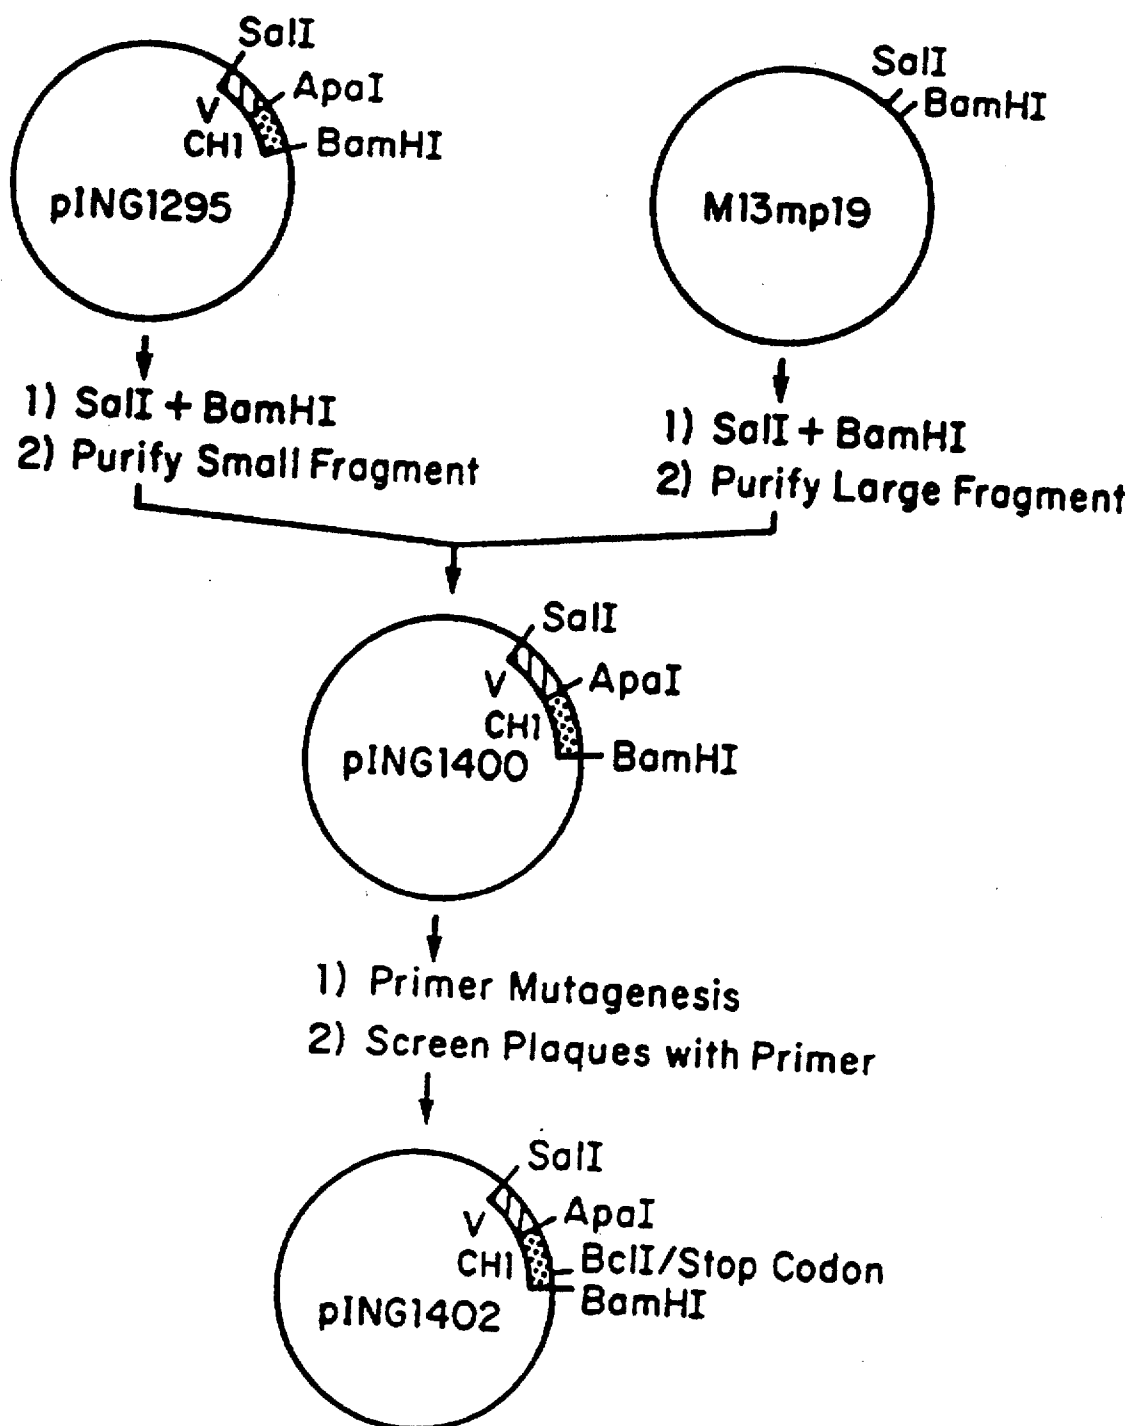 SalI
ApaI
V
CH1
BamHI
pING1295
SalI
BamHI
M13mp19
1) SalI + BamHI
2) Purify Small Fragment
1) SalI + BamHI
2) Purify Large Fragment
SalI
V
ApaI
CH1
BamHI
pING1400
1) Primer Mutagenesis
2) Screen Plaques with Primer
SalI
V
ApaI
CH1
BclI/Stop Codon
BamHI
pING1402